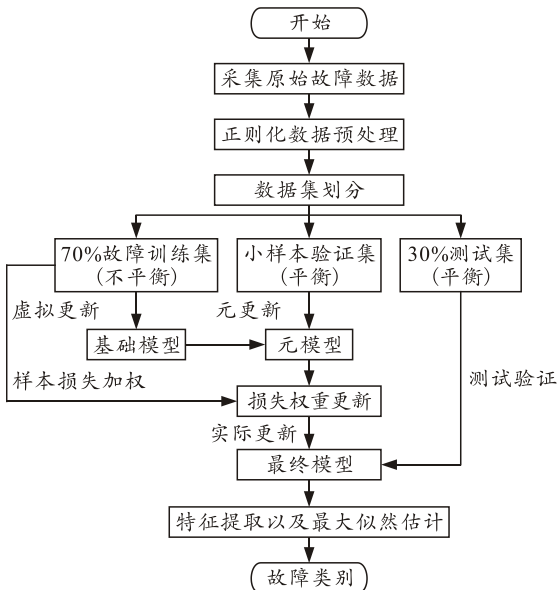 开始
采集原始故障数据
正则化数据预处理
数据集划分
70%故障训练集
(不平衡)
小样本验证集
(平衡)
30%测试集
(平衡)
虚拟更新
元更新
基础模型
元模型
样本损失加权
测试验证
损失权重更新
实际更新
最终模型
特征提取以及最大似然估计
故障类别